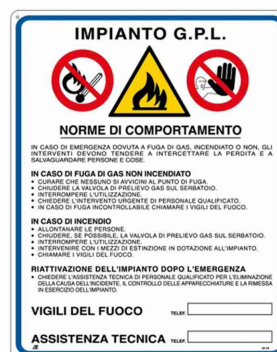 IMPIANTO G.P.L.
NORME DI COMPORTAMENTO
IN CASO DI EMERGENZA DOVUTA A FUGA DI GAS, INCENDIATO O NON, GLI
INTERVENTI DEVONO TENDERE A INTERCETTARE LA PERDITA E A
SALVAGUARDARE PERSONE E COSE.
IN CASO DI FUGA DI GAS NON INCENDIATO
• CURARE CHE NESSUNO SI AVVICINI AL PUNTO DI FUGA.
• CHIUDERE LA VALVOLA DI PRELIEVO GAS SUL SERBATOIO.
• INTERROMPERE L'UTILIZZAZIONE.
• CHIEDERE L'INTERVENTO URGENTE DI PERSONALE QUALIFICATO.
• IN CASO DI FUGA INCONTROLLABILE CHIAMARE I VIGILI DEL FUOCO.
IN CASO DI INCENDIO
• ALLONTANARE LE PERSONE.
• CHIUDERE, SE POSSIBILE, LA VALVOLA DI PRELIEVO GAS SUL SERBATOIO.
• INTERROMPERE L'UTILIZZAZIONE.
• INTERVENIRE CON I MEZZI DI ESTINZIONE IN DOTAZIONE ALL'IMPIANTO.
• CHIAMARE I VIGILI DEL FUOCO.
RIATTIVAZIONE DELL'IMPIANTO DOPO L'EMERGENZA
• CHIEDERE L'ASSISTENZA TECNICA DI PERSONALE QUALIFICATO PER L'ELIMINAZIONE
DELLA CAUSA DELL'INCIDENTE, IL CONTROLLO DELLE APPARECCHIATURE E LA RIMESSA
IN ESERCIZIO DELL'IMPIANTO.
VIGILI DEL FUOCO TELEF.
ASSISTENZA TECNICA TELEF.